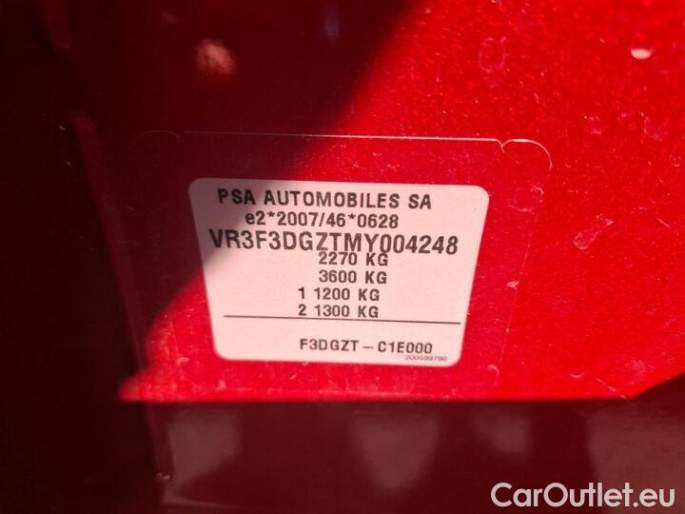 PSA AUTOMOBILES SA
e2*2007/46*0628
VR3F3DGZTMY004248
2270 KG
3600 KG
1 1200 KG
2 1300 KG
F3DGZT - C1E000
CarOutlet.eu